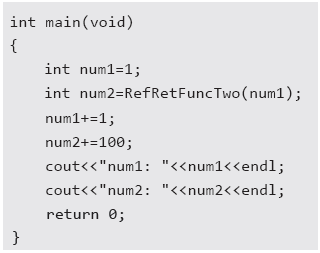 int main(void)
{
    int num1=1;
    int num2=RefRetFuncTwo(num1);
    num1+=1;
    num2+=100;
    cout<<"num1: "<<num1<<endl;
    cout<<"num2: "<<num2<<endl;
    return 0;
}